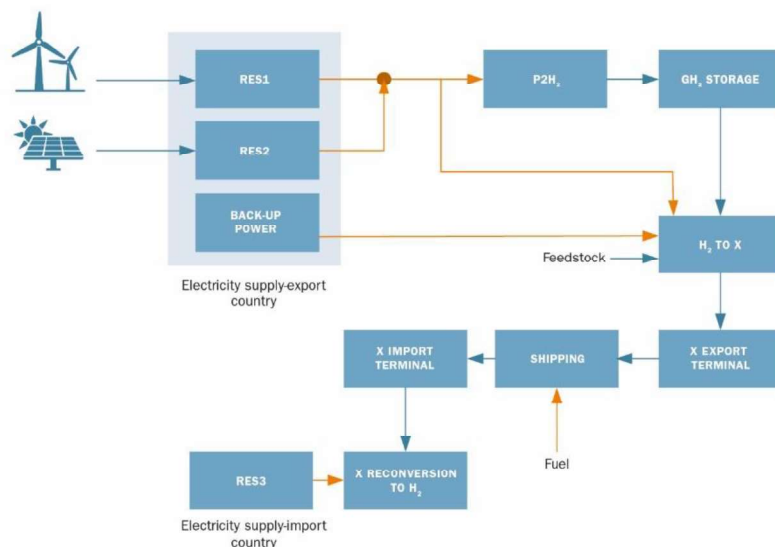 RES1
P2H₂
GH₂ STORAGE
RES2
BACK-UP
POWER
H₂ TO X
Feedstock
Electricity supply-export
country
X IMPORT
TERMINAL
SHIPPING
X EXPORT
TERMINAL
RES3
X RECONVERSION
TO H₂
Fuel
Electricity supply-import
country